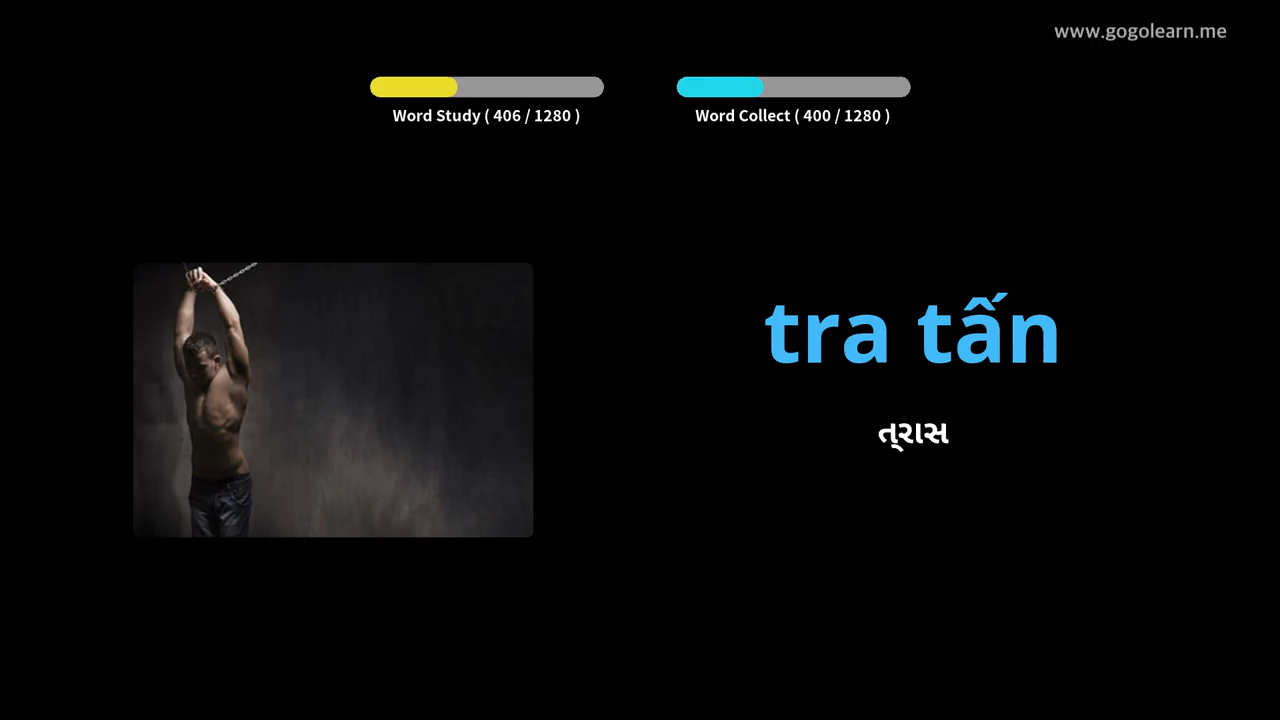 www.gogolearn.me
Word Study ( 406 / 1280 )
Word Collect ( 400 / 1280 )
tra tấn
ત્રાસ